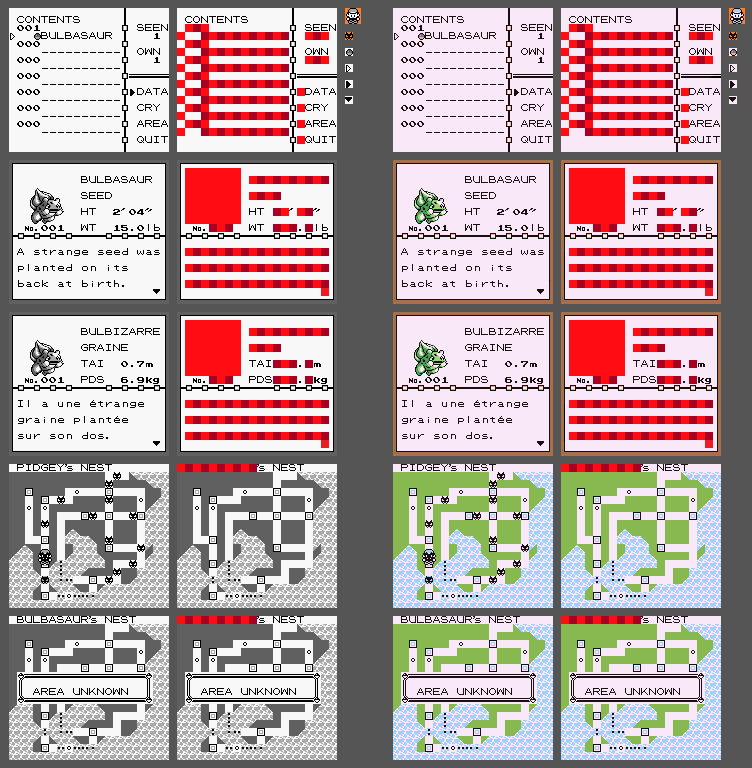 CONTENTS
001
BULBASAUR
000
000
000
000
000
000
SEEN
1
OWN
1
DATA
CRY
AREA
QUIT
CONTENTS
SEEN
OWN
DATA
CRY
AREA
QUIT
CONTENTS
001
BULBASAUR
000
000
000
000
000
000
SEEN
1
OWN
1
DATA
CRY
AREA
QUIT
CONTENTS
SEEN
OWN
DATA
CRY
AREA
QUIT
BULBASAUR
SEED
HT 2′04″
No.001 WT 15.0lb
A strange seed was
planted on its
back at birth.
HT ′ ″
No. WT .lb
BULBASAUR
SEED
HT 2′04″
No.001 WT 15.0lb
A strange seed was
planted on its
back at birth.
HT ′ ″
No. WT .lb
BULBIZARRE
GRAINE
TAI 0.7m
No.001 PDS 6.9kg
Il a une étrange
graine plantée
sur son dos.
TAI .m
No. PDS .kg
BULBIZARRE
GRAINE
TAI 0.7m
No.001 PDS 6.9kg
Il a une étrange
graine plantée
sur son dos.
TAI .m
No. PDS .kg
PIDGEY's NEST
's NEST
PIDGEY's NEST
's NEST
BULBASAUR's NEST
AREA UNKNOWN
's NEST
AREA UNKNOWN
BULBASAUR's NEST
AREA UNKNOWN
's NEST
AREA UNKNOWN